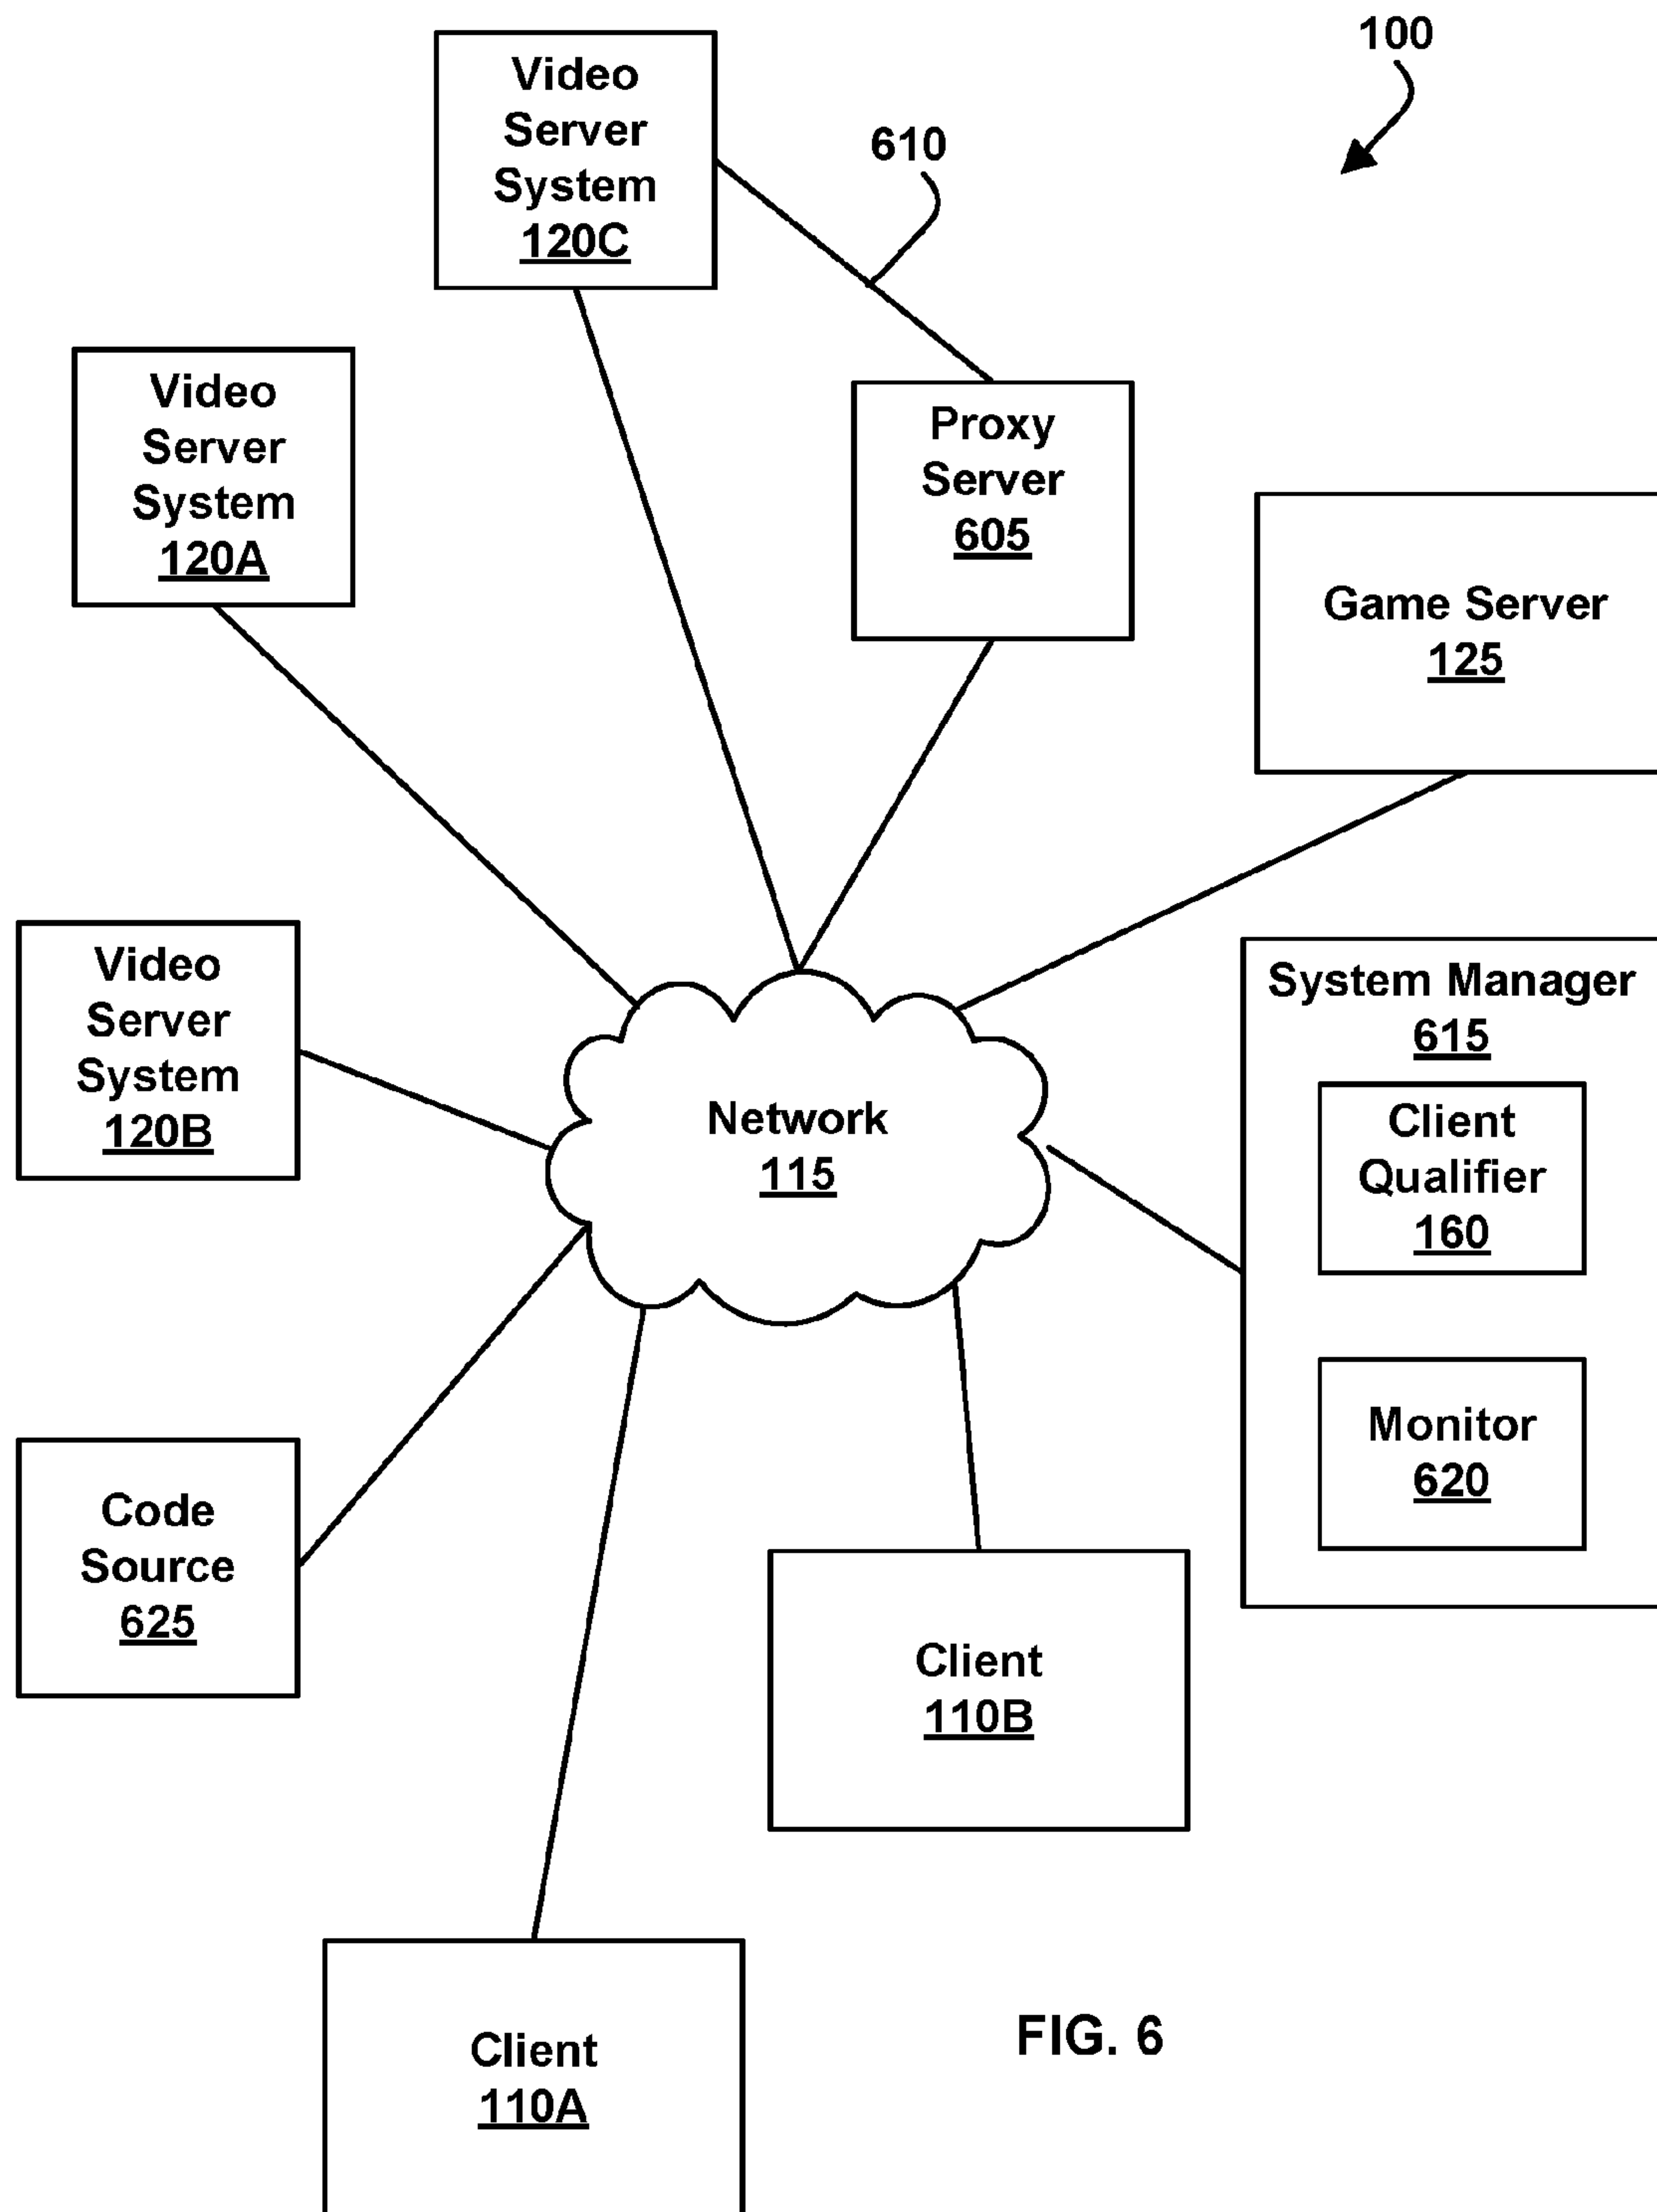 100
Video
Server
System
120C
610
Video
Server
System
120A
Proxy
Server
605
Game Server
125
Video
Server
System
120B
System Manager
615
Client
Qualifier
160
Network
115
Monitor
620
Code
Source
625
Client
110B
Client
110A
FIG. 6